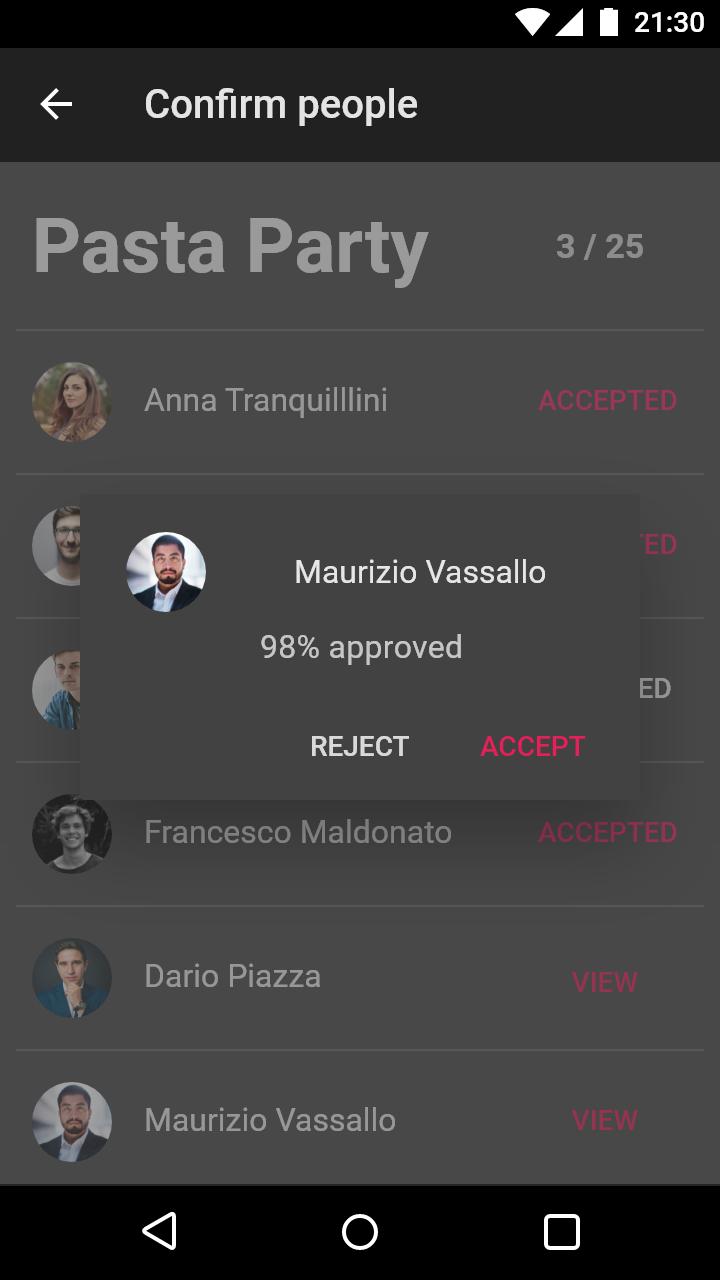 21:30
Confirm people
Pasta Party 3 / 25
Anna Tranquilllini ACCEPTED
TED
Maurizio Vassallo
98% approved
ED
REJECT ACCEPT
Francesco Maldonato ACCEPTED
Dario Piazza VIEW
Maurizio Vassallo VIEW